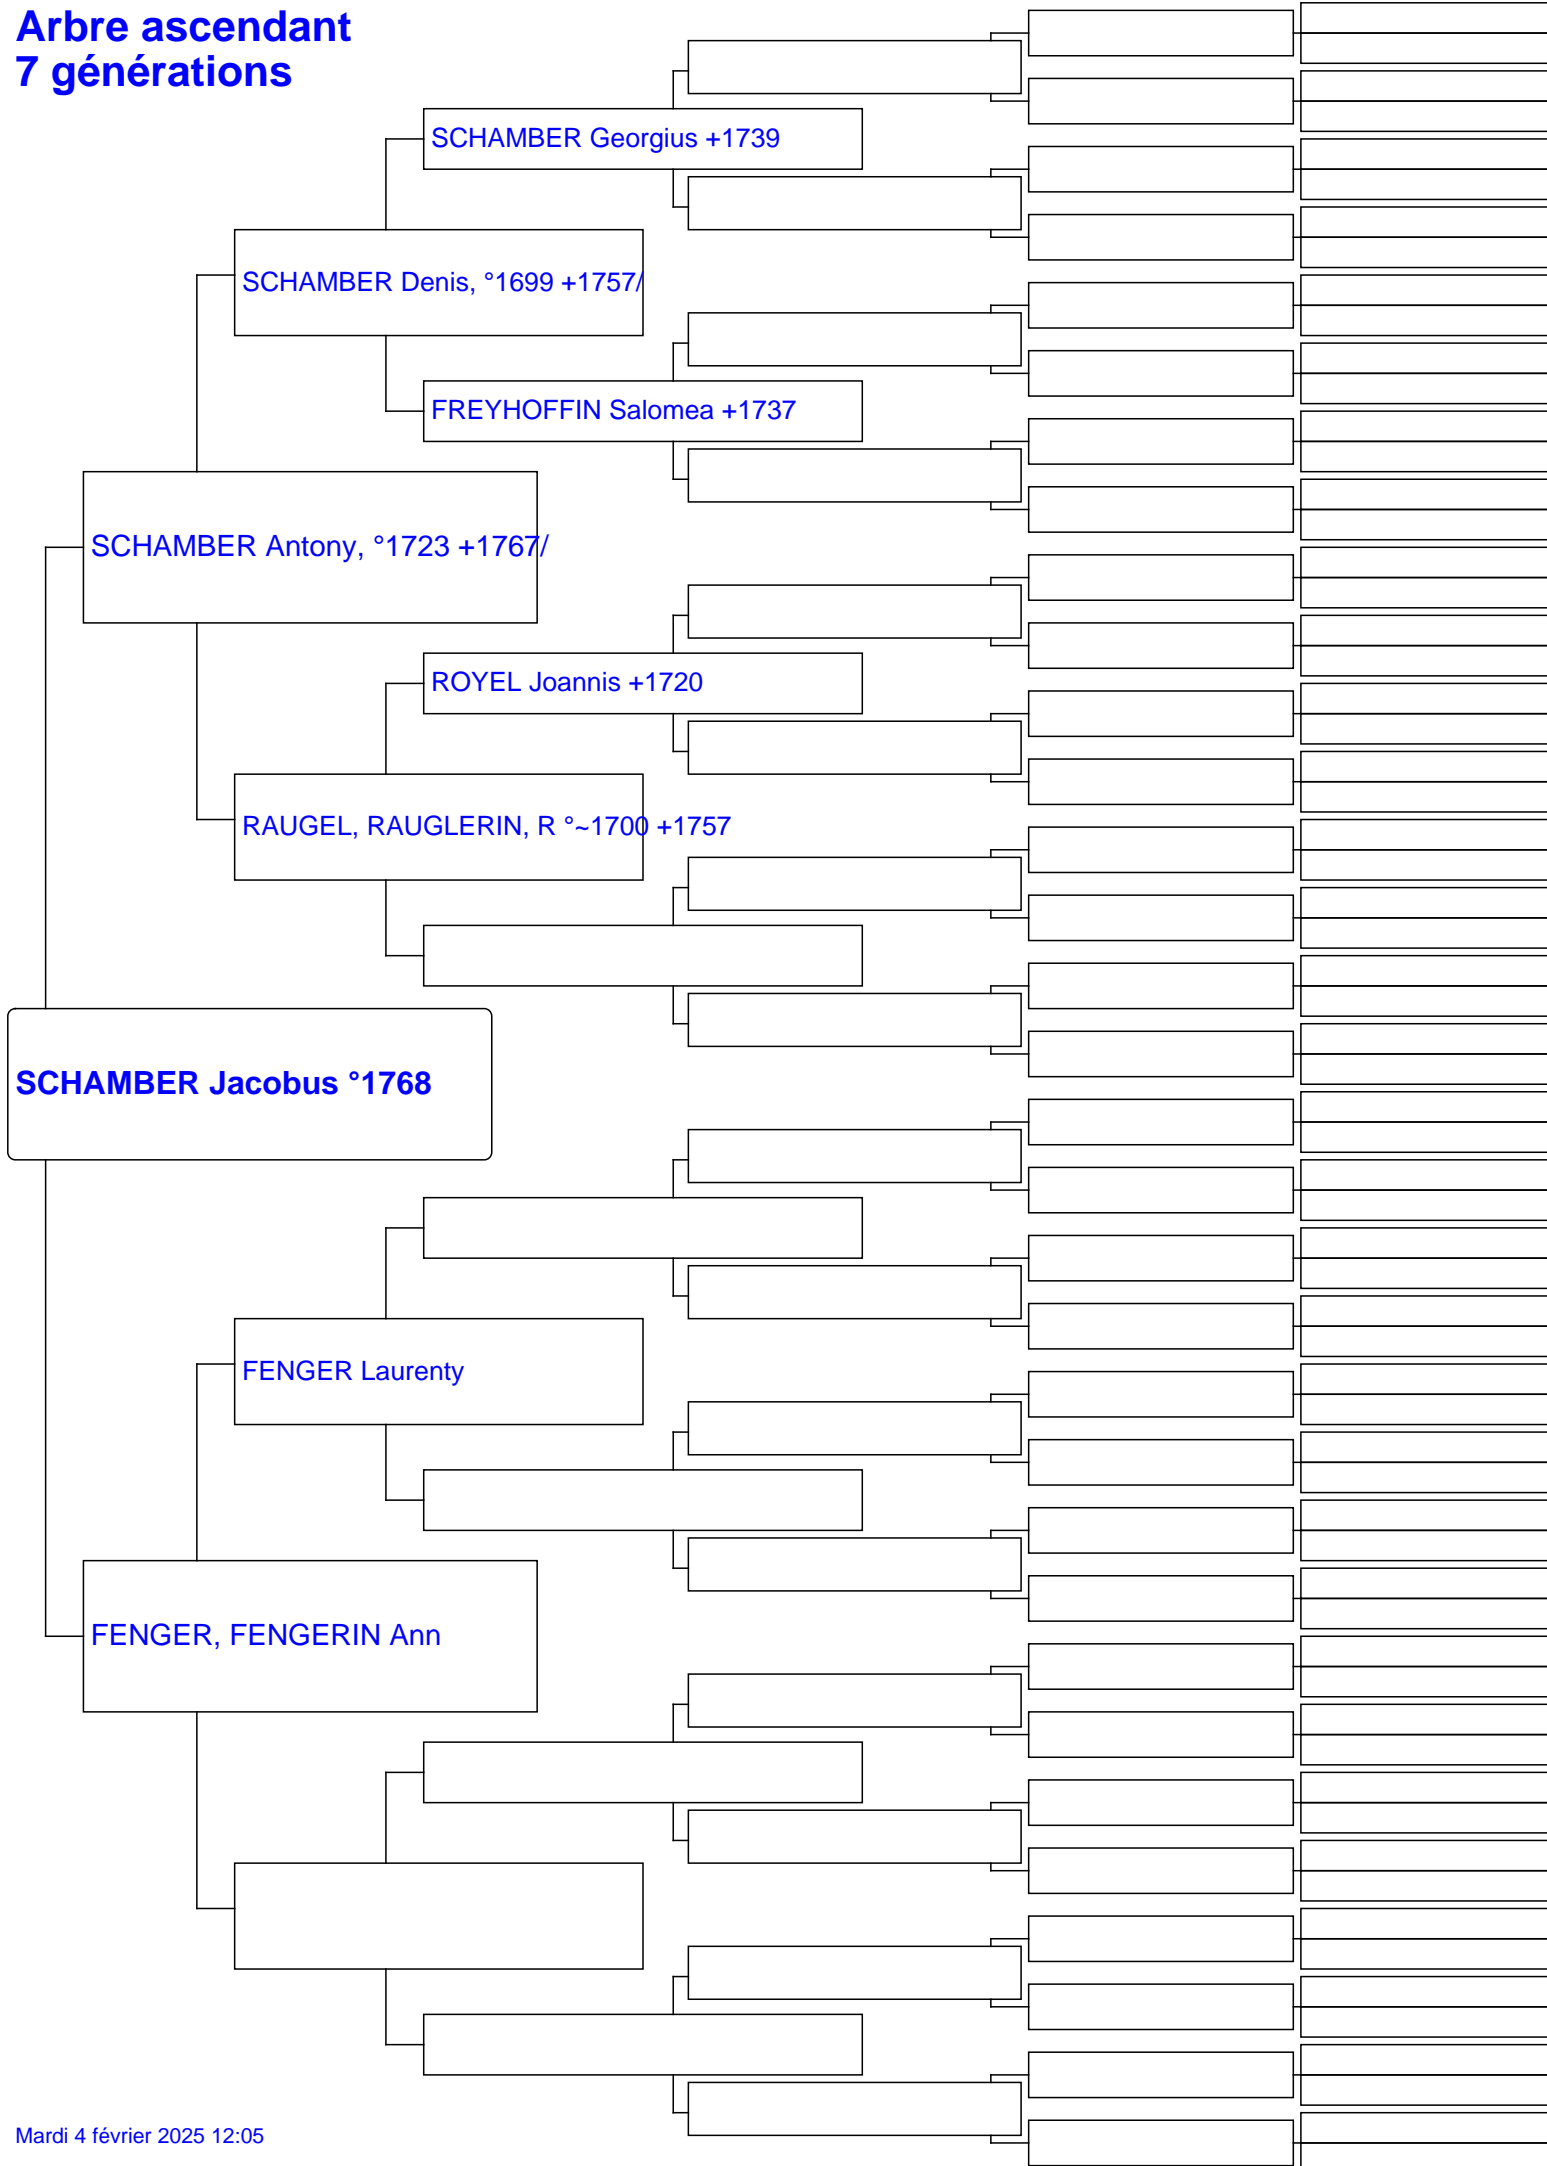 Arbre ascendant
7 générations
SCHAMBER Georgius +1739
SCHAMBER Denis, °1699 +1757/
FREYHOFFIN Salomea +1737
SCHAMBER Antony, °1723 +1767/
ROYEL Joannis +1720
RAUGEL, RAUGLERIN, R °~1700 +1757
SCHAMBER Jacobus °1768
FENGER Laurenty
FENGER, FENGERIN Ann
Mardi 4 février 2025 12:05